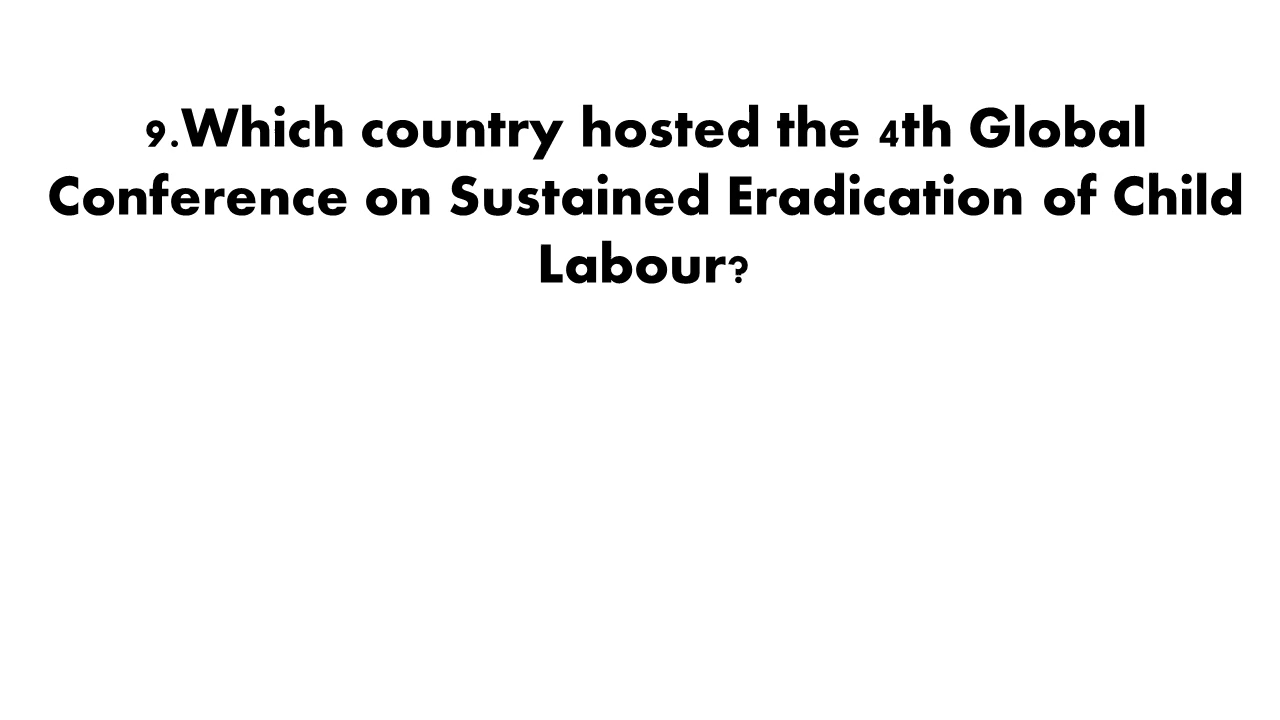 9.Which country hosted the 4th Global
Conference on Sustained Eradication of Child
Labour?